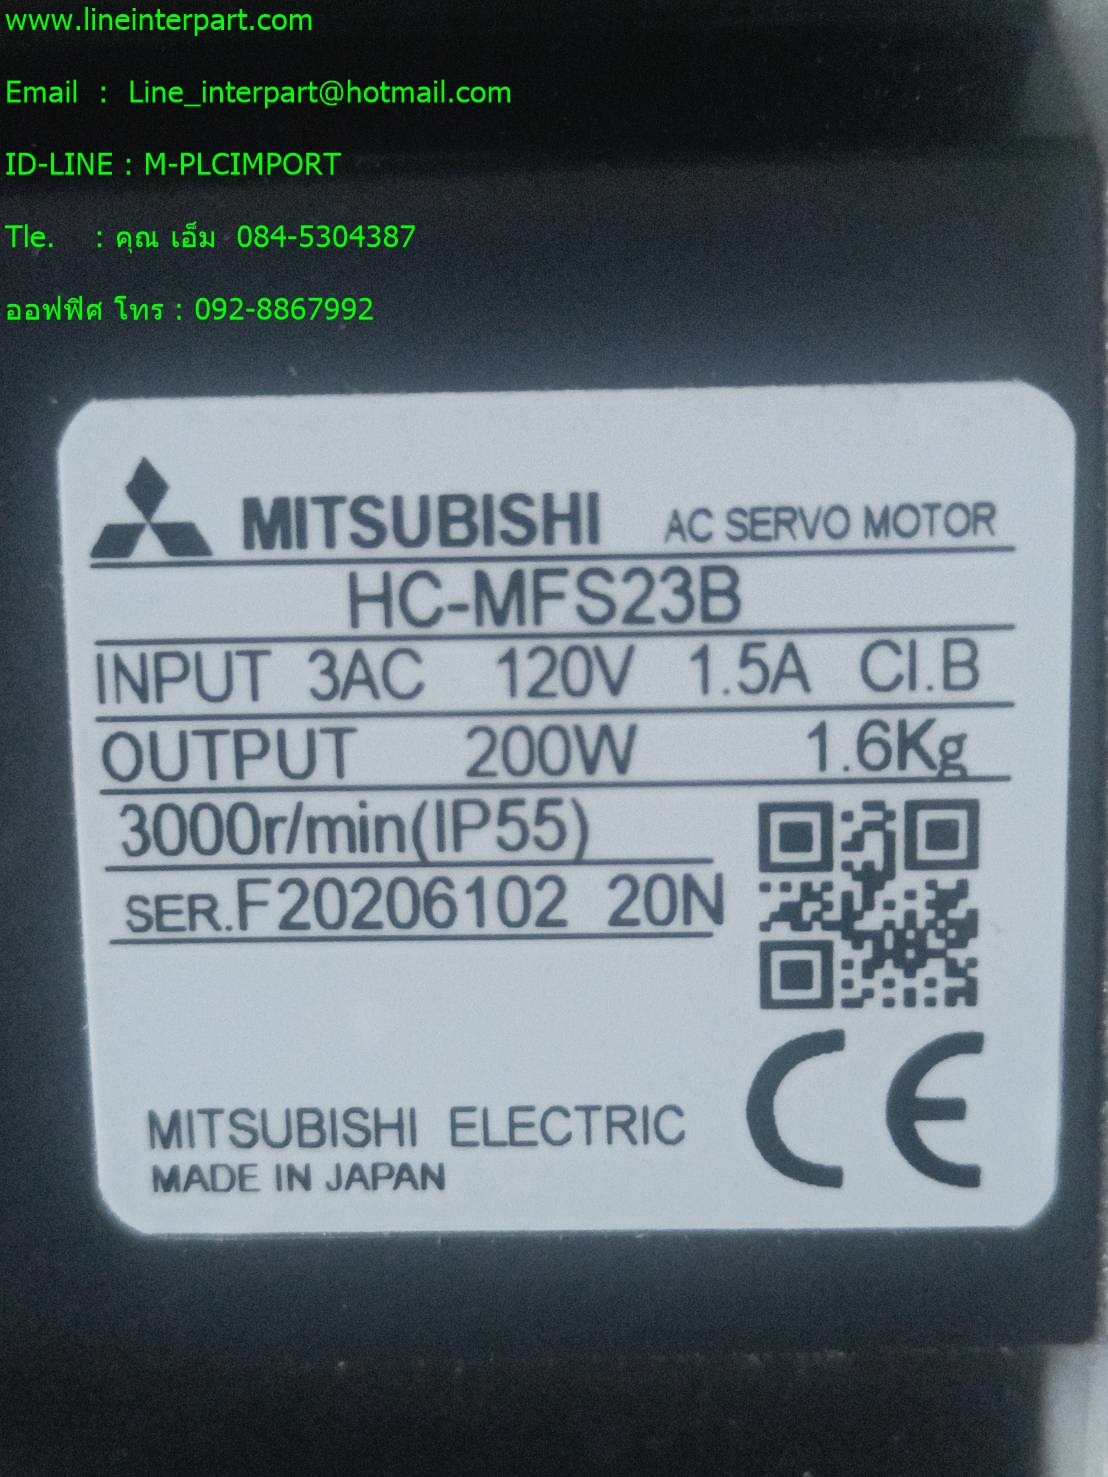 www.lineinterpart.com
Email : Line_interpart@hotmail.com
ID-LINE : M-PLCIMPORT
Tle. : คุณ เอ็ม 084-5304387
ออฟฟิศ โทร : 092-8867992
MITSUBISHI AC SERVO MOTOR
HC-MFS23B
INPUT 3AC 120V 1.5A CI.B
OUTPUT 200W 1.6Kg
3000r/min(IP55)
SER.F20206102 20N
CE
MITSUBISHI ELECTRIC
MADE IN JAPAN